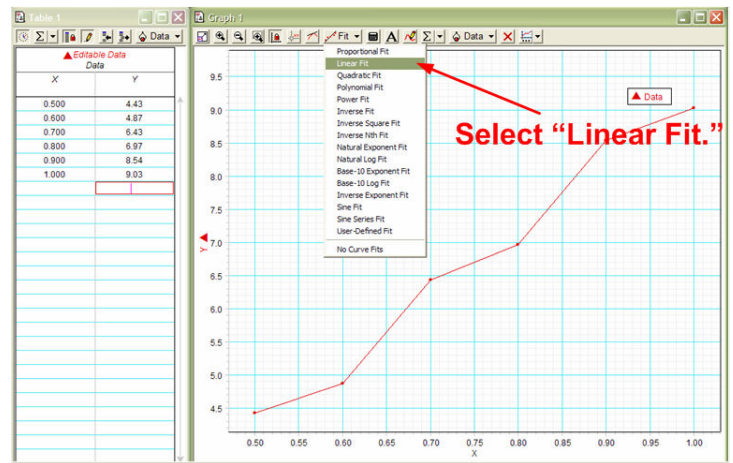 Table 1
Σ
Data
Editable Data
Data
X Y
0.500 4.43
0.600 4.87
0.700 6.43
0.800 6.97
0.900 8.54
1.000 9.03
Graph 1
Fit
A
Σ
Data
Proportional Fit
Linear Fit
Quadratic Fit
Polynomial Fit
Power Fit
Inverse Fit
Inverse Square Fit
Inverse Nth Fit
Natural Exponent Fit
Natural Log Fit
Base-10 Exponent Fit
Base-10 Log Fit
Inverse Exponent Fit
Sine Fit
Sine Series Fit
User-Defined Fit
No Curve Fits
Data
Select “Linear Fit.”
9.5
9.0
8.5
8.0
7.5
7.0
6.5
6.0
5.5
5.0
4.5
Y
0.50 0.55 0.60 0.65 0.70 0.75 0.80 0.85 0.90 0.95 1.00
X